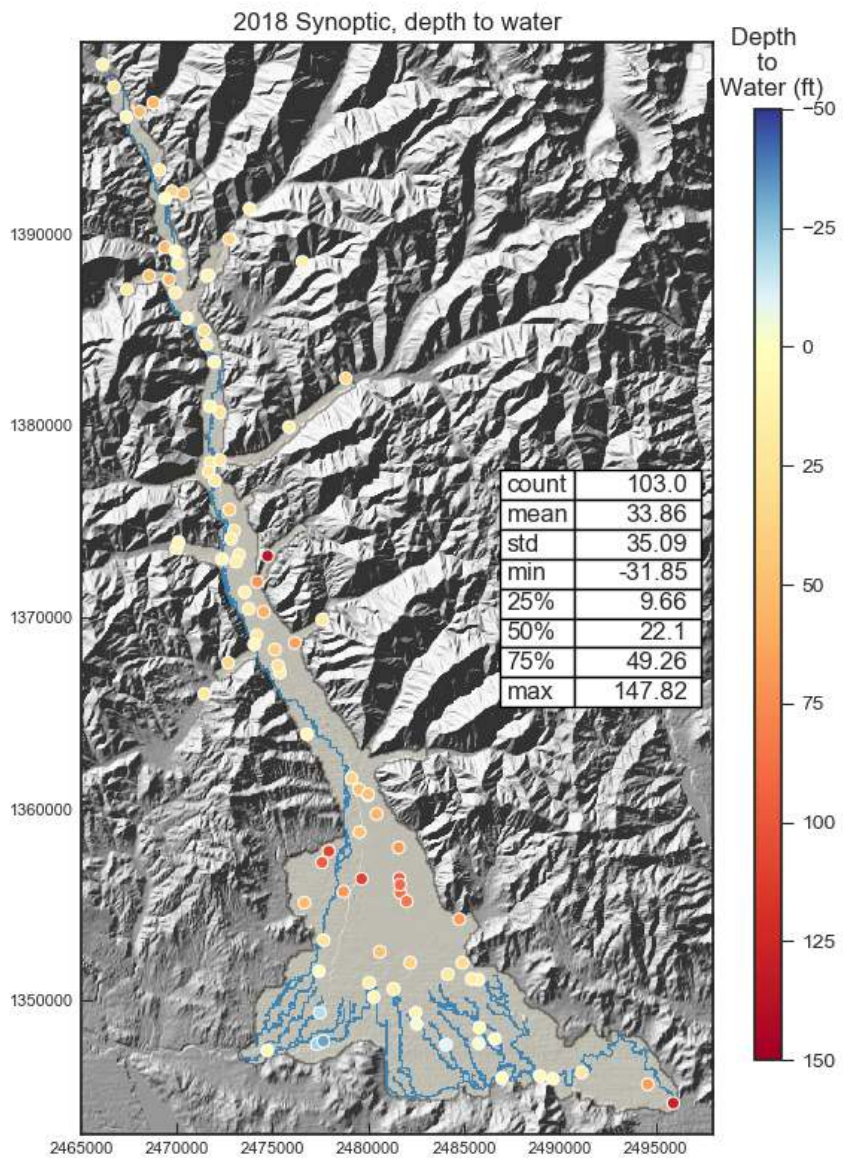 2018 Synoptic, depth to water
Depth
to
Water (ft)
−50
−25
0
25
50
75
100
125
150
1390000
1380000
1370000
1360000
1350000
count 103.0
mean 33.86
std 35.09
min -31.85
25% 9.66
50% 22.1
75% 49.26
max 147.82
2465000 2470000 2475000 2480000 2485000 2490000 2495000